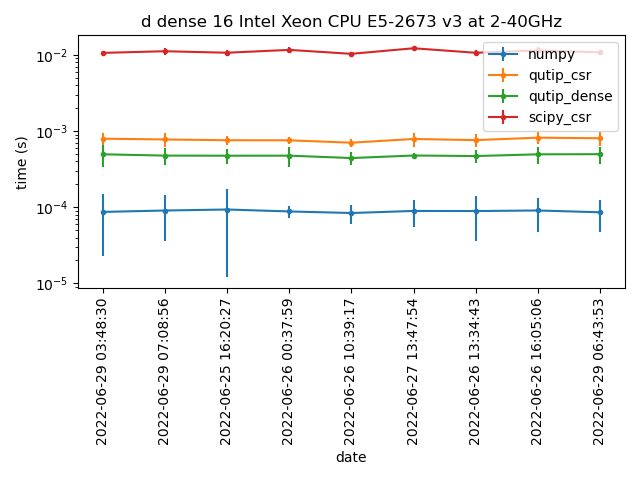 d dense 16 Intel Xeon CPU E5-2673 v3 at 2-40GHz
numpy
qutip_csr
qutip_dense
scipy_csr
time (s)
10⁻²
10⁻³
10⁻⁴
10⁻⁵
2022-06-29 03:48:30
2022-06-29 07:08:56
2022-06-25 16:20:27
2022-06-26 00:37:59
2022-06-26 10:39:17
2022-06-27 13:47:54
2022-06-26 13:34:43
2022-06-26 16:05:06
2022-06-29 06:43:53
date